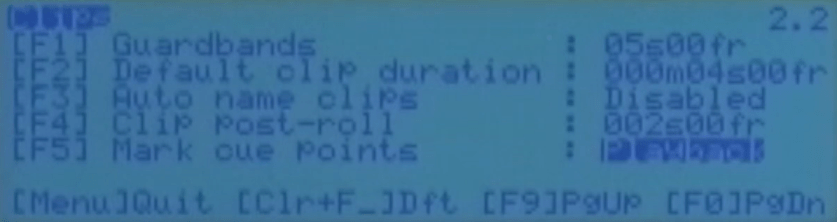 Clips 2.2
[F1] Guardbands : 05s00fr
[F2] Default clip duration : 000m04s00fr
[F3] Auto name clips : Disabled
[F4] Clip post-roll : 002s00fr
[F5] Mark cue points : Playback
[Menu]Quit [Clr+F_]Dft [F9]PgUp [F0]PgDn